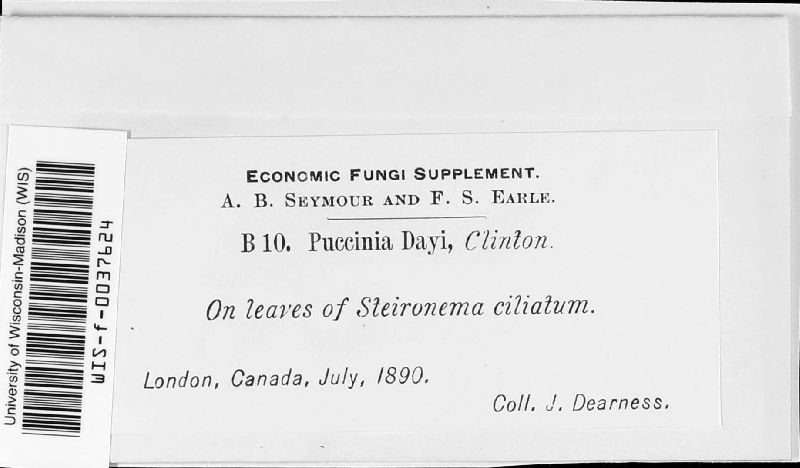 ECONOMIC FUNGI SUPPLEMENT.
A. B. SEYMOUR AND F. S. EARLE.
B 10. Puccinia Dayi, Clinton.
On leaves of Steironema ciliatum.
London, Canada, July, 1890.
Coll. J. Dearness.
University of Wisconsin-Madison (WIS)
WIS-f-0037624